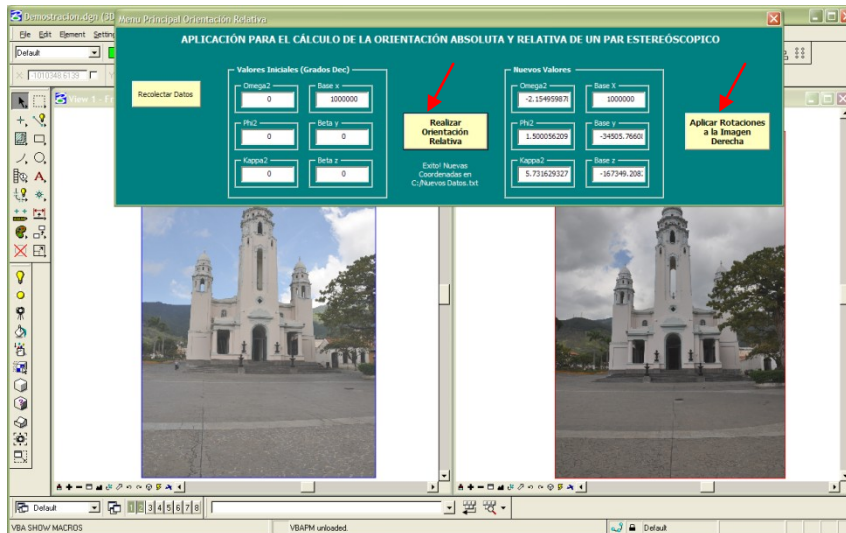 Demostracion.dgn (3D
Menu Principal Orientación Relativa
File Edit Element Setting
APLICACIÓN PARA EL CÁLCULO DE LA ORIENTACIÓN ABSOLUTA Y RELATIVA DE UN PAR ESTEREÓSCOPICO
Default
-1010348.6139
View 1 -
Recolectar Datos
Valores Iniciales (Grados Dec)
Omega2
0
Base x
1000000
Phi2
0
Beta y
0
Kappa2
0
Beta z
0
Realizar
Orientación
Relativa
Exito! Nuevas
Coordenadas en
C:/Nuevos Datos.txt
Nuevos Valores
Omega2
Base X
1000000
Phi2
1.500056209
Base y
-34505.7660
Kappa2
5.731629327
Base z
-167349.208
Aplicar Rotaciones
a la Imagen
Derecha
Default
1 2 3 4 5 6 7 8
VBA SHOW MACROS
VBAPM unloaded.
Default